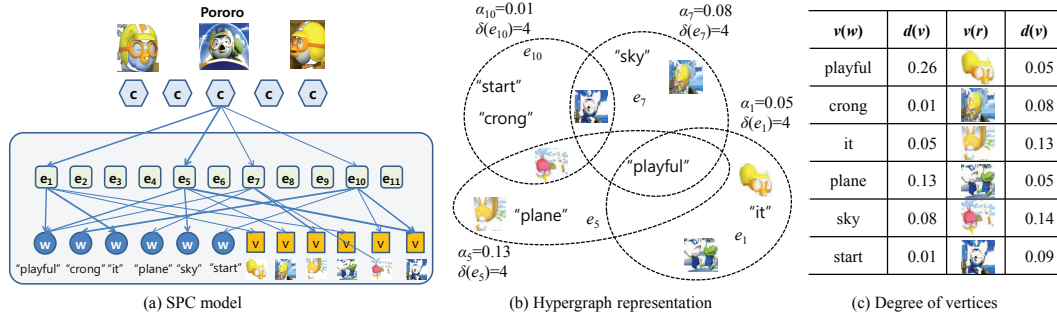 Pororo
c c c c c
e1 e2 e3 e4 e5 e6 e7 e8 e9 e10 e11
w w w w w w v v v v v v
“playful” “crong” “it” “plane” “sky” “start”
(a) SPC model
α10=0.01
δ(e10)=4
e10
“start”
“crong”
α7=0.08
δ(e7)=4
“sky”
e7
α1=0.05
δ(e1)=4
“playful”
“it”
e1
“plane”
e5
α5=0.13
δ(e5)=4
(b) Hypergraph representation
v(w) d(v) v(r) d(v)
playful 0.26 0.05
crong 0.01 0.08
it 0.05 0.13
plane 0.13 0.05
sky 0.08 0.14
start 0.01 0.09
(c) Degree of vertices